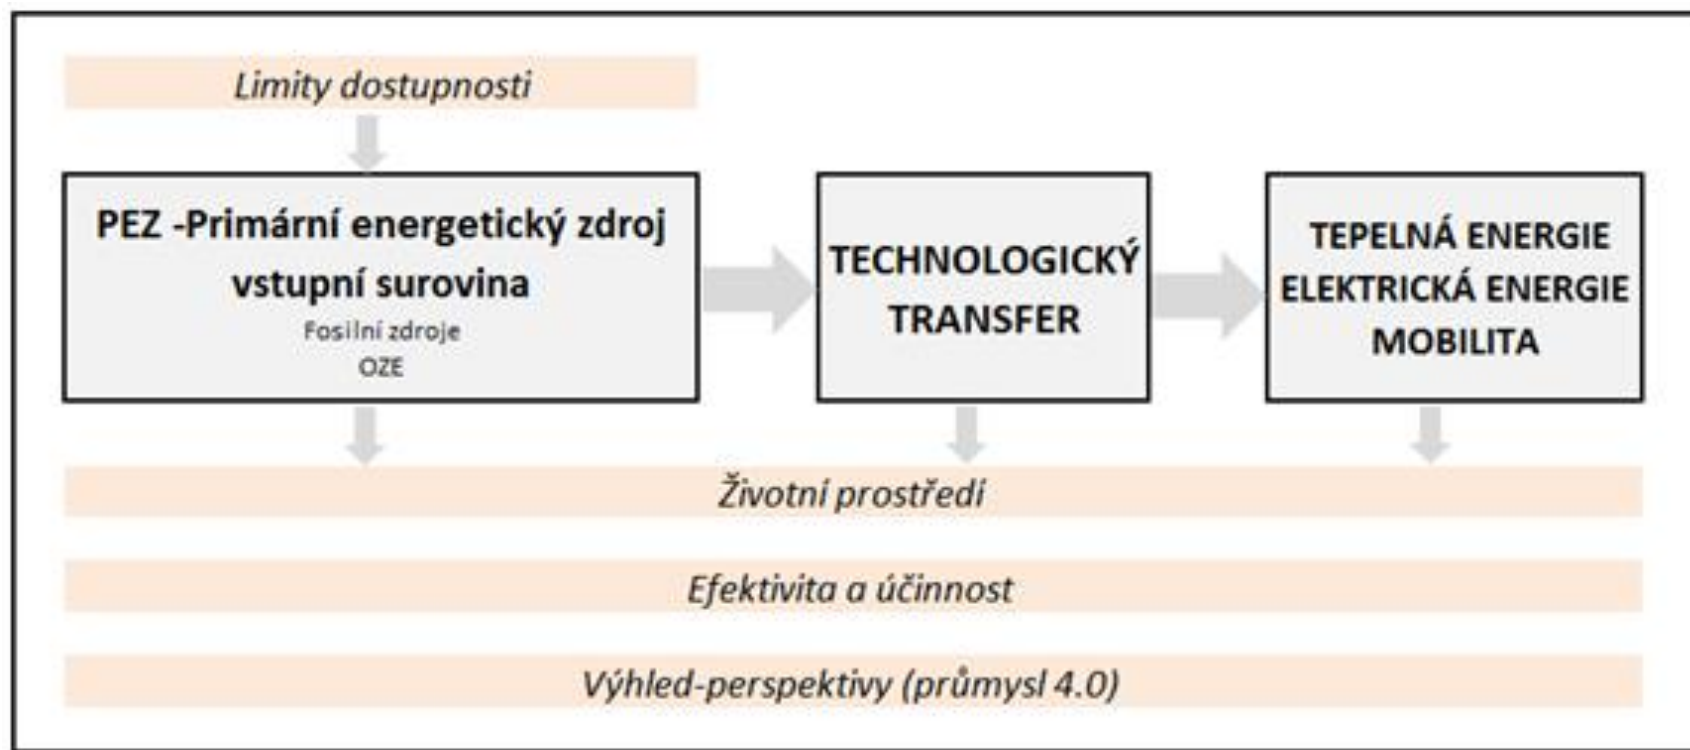 Limity dostupnosti
PEZ -Primární energetický zdroj
vstupní surovina
Fosilní zdroje
OZE
TECHNOLOGICKÝ
TRANSFER
TEPELNÁ ENERGIE
ELEKTRICKÁ ENERGIE
MOBILITA
Životní prostředí
Efektivita a účinnost
Výhled-perspektivy (průmysl 4.0)